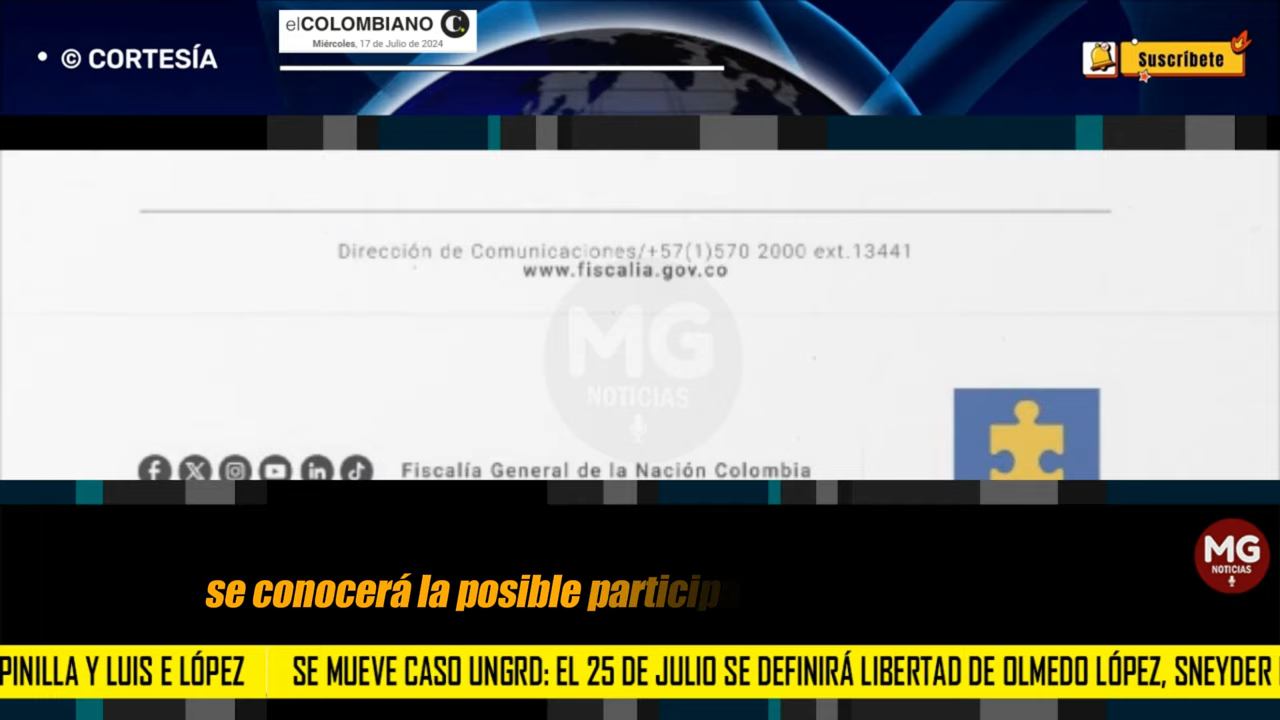 © CORTESÍA
elCOLOMBIANO
Miércoles, 17 de Julio de 2024
Suscríbete
Dirección de Comunicaciones/+57(1)570 2000 ext.13441
www.fiscalia.gov.co
MG
NOTICIAS
Fiscalía General de la Nación Colombia
MG
NOTICIAS
se conocerá la posible particip
PINILLA Y LUIS E LÓPEZ
SE MUEVE CASO UNGRD: EL 25 DE JULIO SE DEFINIRÁ LIBERTAD DE OLMEDO LÓPEZ, SNEYDER